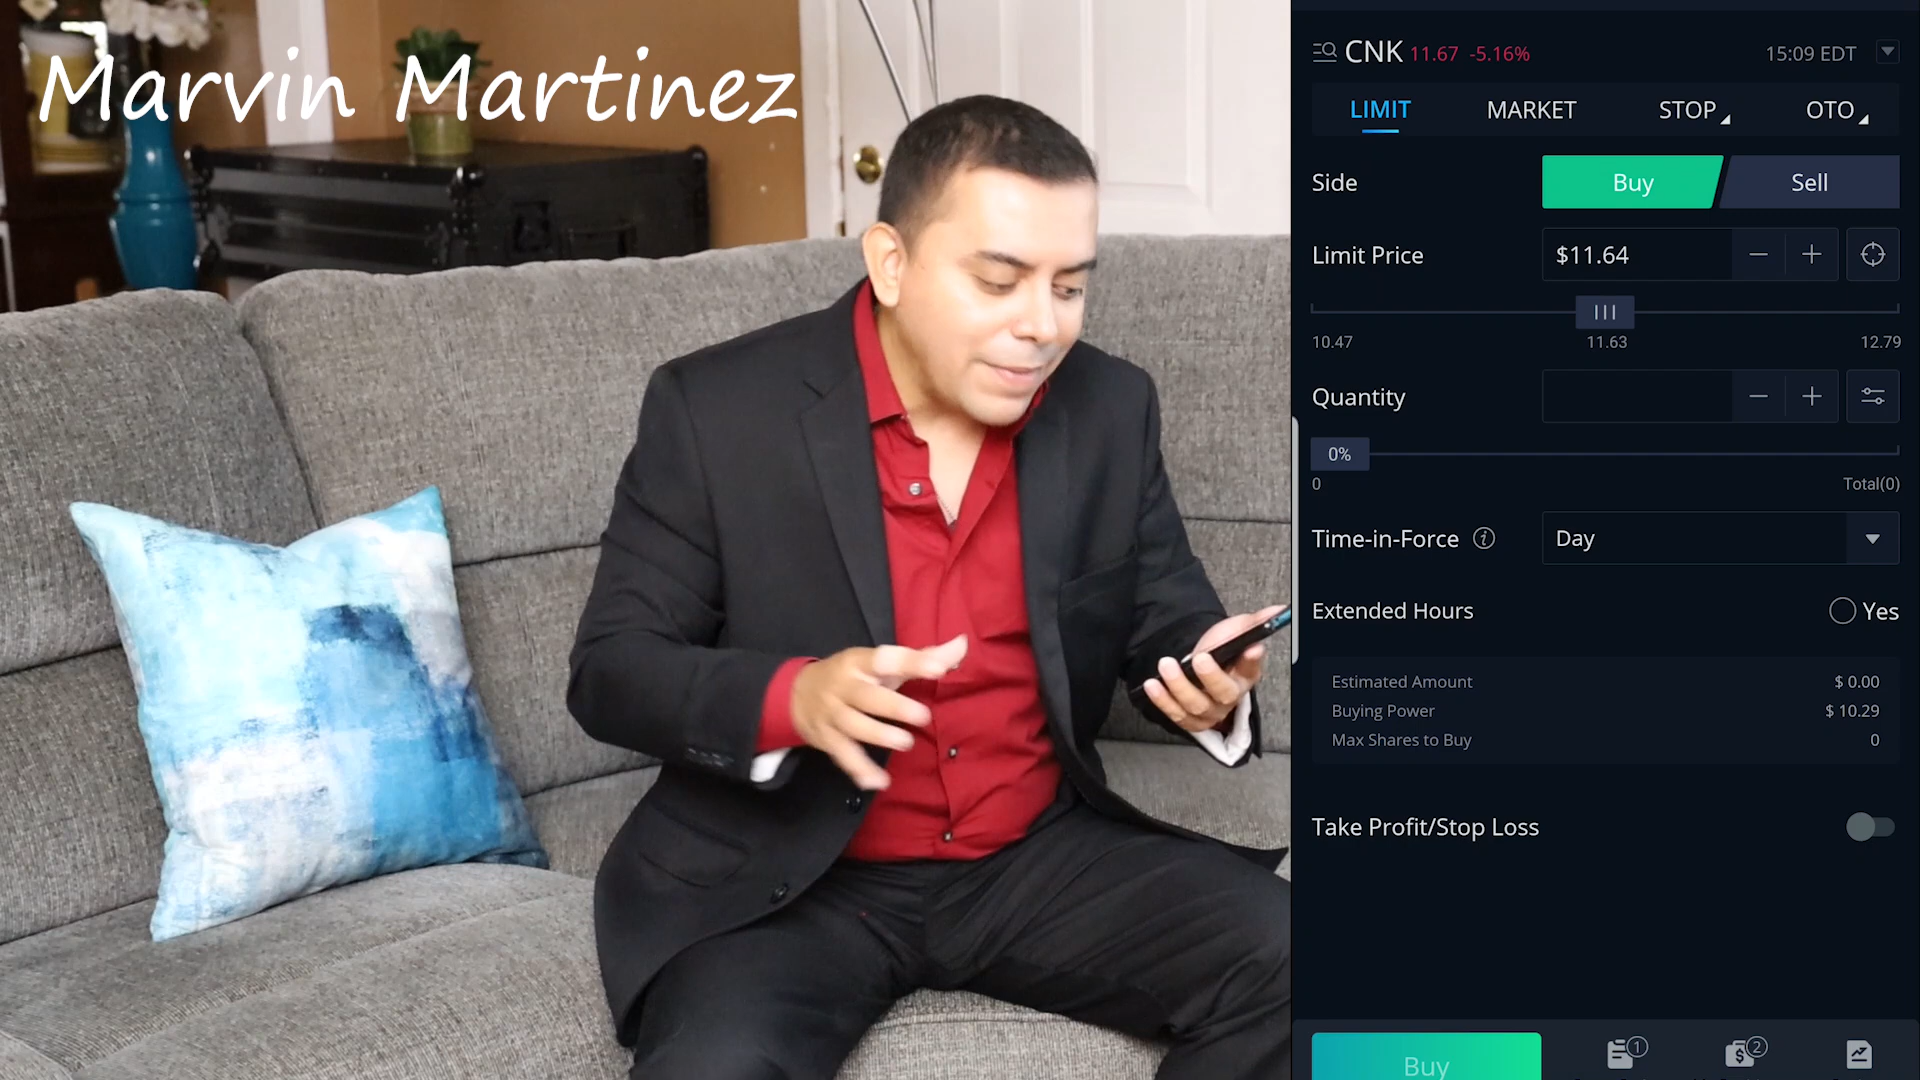 Marvin Martinez
CNK 11.67 -5.16% 15:09 EDT
LIMIT MARKET STOP OTO
Side Buy Sell
Limit Price $11.64
10.47 11.63 12.79
Quantity
0%
0 Total(0)
Time-in-Force Day
Extended Hours Yes
Estimated Amount $ 0.00
Buying Power $ 10.29
Max Shares to Buy 0
Take Profit/Stop Loss
Buy 1 2